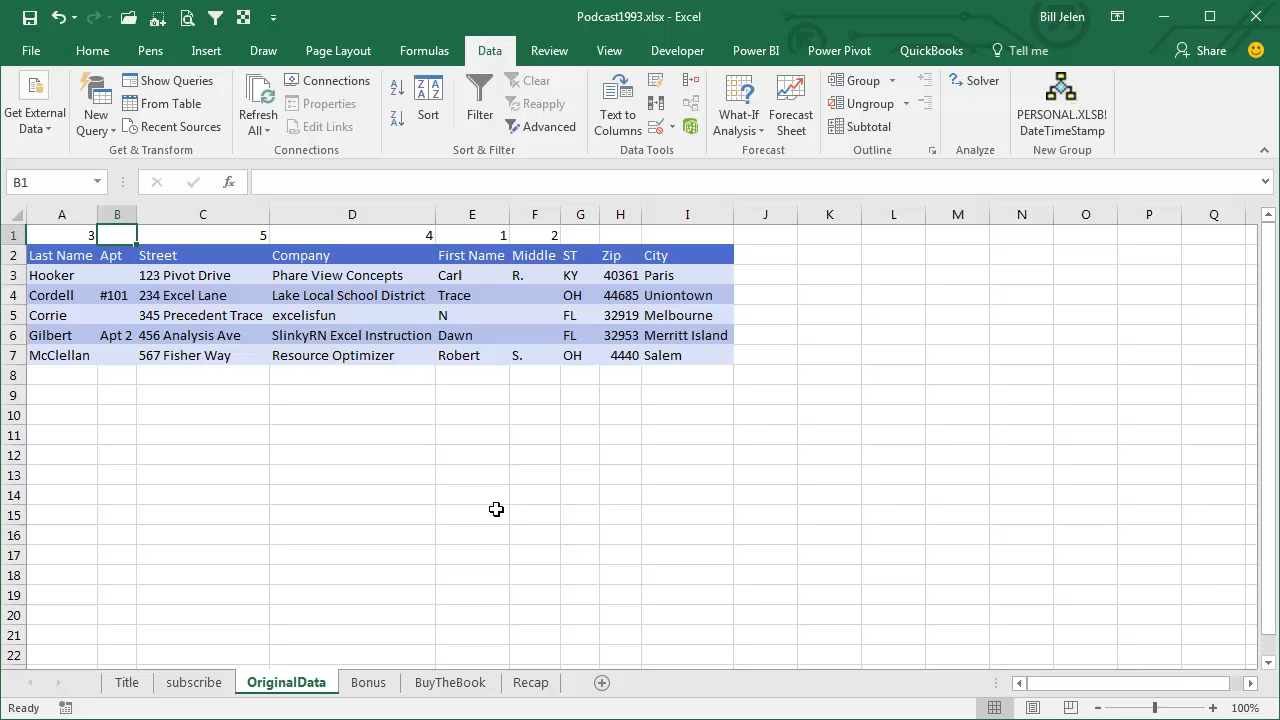 Podcast1993.xlsx - Excel
Bill Jelen
File Home Pens Insert Draw Page Layout Formulas Data Review View Developer Power BI Power Pivot QuickBooks Tell me Share
Get External Data
New Query
Show Queries
From Table
Recent Sources
Get & Transform
Refresh All
Connections
Properties
Edit Links
Connections
Sort
Filter
Clear
Reapply
Advanced
Sort & Filter
Text to Columns
Data Tools
What-If Analysis
Forecast Sheet
Forecast
Group
Ungroup
Subtotal
Outline
Solver
Analyze
PERSONAL.XLSB!
DateTimeStamp
New Group
B1 fx
A B C D E F G H I J K L M N O P Q
1 3 5 4 1 2
2 Last Name Apt Street Company First Name Middle ST Zip City
3 Hooker 123 Pivot Drive Phare View Concepts Carl R. KY 40361 Paris
4 Cordell #101 234 Excel Lane Lake Local School District Trace OH 44685 Uniontown
5 Corrie 345 Precedent Trace excelisfun N FL 32919 Melbourne
6 Gilbert Apt 2 456 Analysis Ave SlinkyRN Excel Instruction Dawn FL 32953 Merritt Island
7 McClellan 567 Fisher Way Resource Optimizer Robert S. OH 4440 Salem
8
9
10
11
12
13
14
15
16
17
18
19
20
21
22
Title subscribe OriginalData Bonus BuyTheBook Recap
Ready 100%